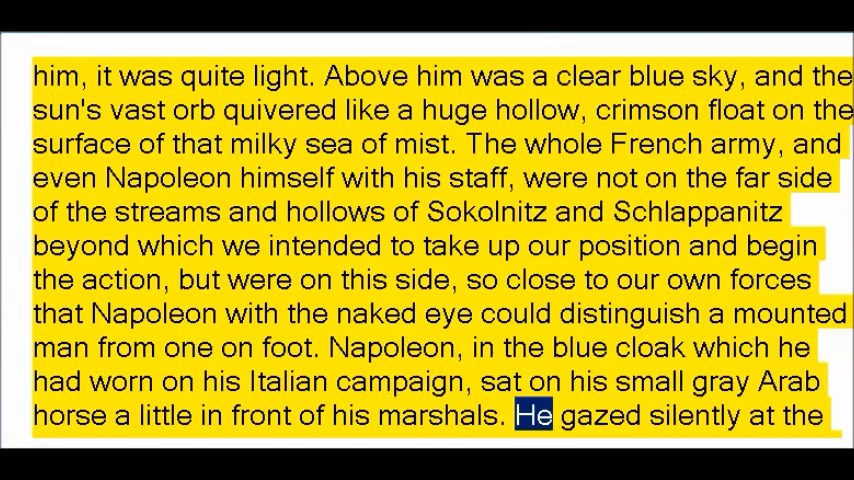 him, it was quite light. Above him was a clear blue sky, and the
sun's vast orb quivered like a huge hollow, crimson float on the
surface of that milky sea of mist. The whole French army, and
even Napoleon himself with his staff, were not on the far side
of the streams and hollows of Sokolnitz and Schlappanitz
beyond which we intended to take up our position and begin
the action, but were on this side, so close to our own forces
that Napoleon with the naked eye could distinguish a mounted
man from one on foot. Napoleon, in the blue cloak which he
had worn on his Italian campaign, sat on his small gray Arab
horse a little in front of his marshals. He gazed silently at the